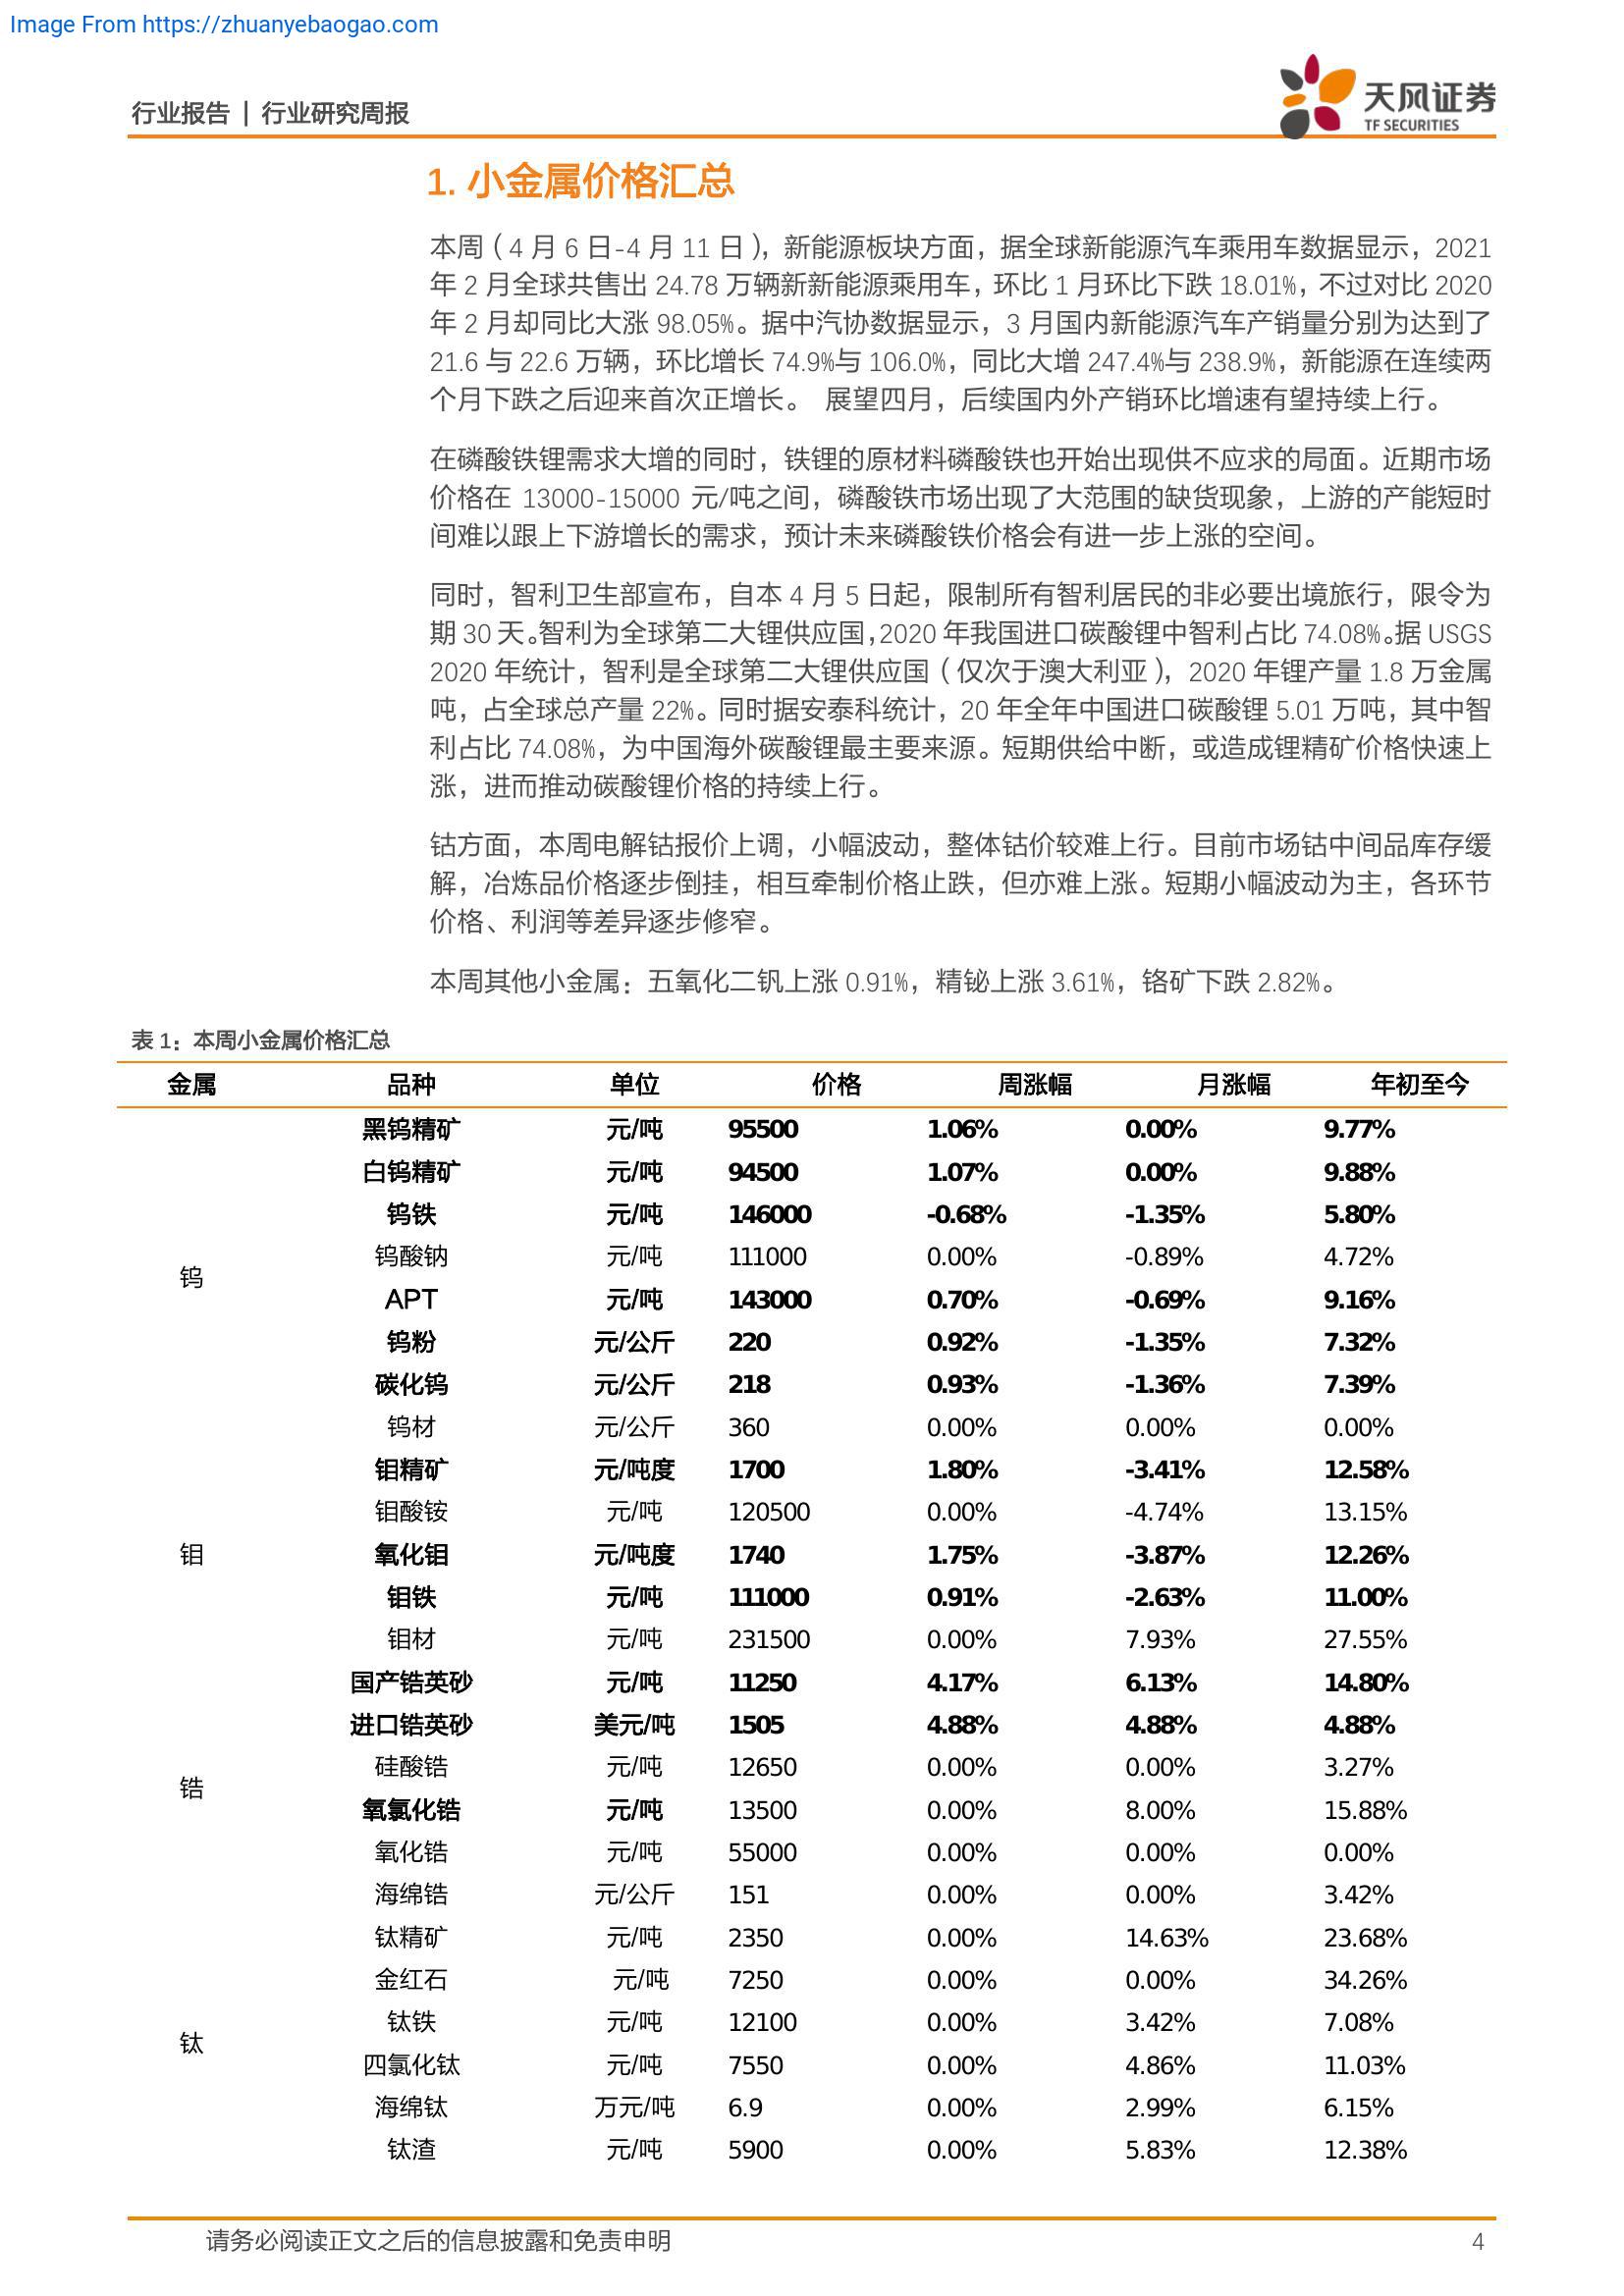 Image From https://zhuanyebaogao.com
行业报告 | 行业研究周报
天风证券
TF SECURITIES
1. 小金属价格汇总
本周（4 月 6 日-4 月 11 日），新能源板块方面，据全球新能源汽车乘用车数据显示，2021
年 2 月全球共售出 24.78 万辆新新能源乘用车，环比 1 月环比下跌 18.01%，不过对比 2020
年 2 月却同比大涨 98.05%。据中汽协数据显示，3 月国内新能源汽车产销量分别为达到了
21.6 与 22.6 万辆，环比增长 74.9%与 106.0%，同比大增 247.4%与 238.9%，新能源在连续两
个月下跌之后迎来首次正增长。 展望四月，后续国内外产销环比增速有望持续上行。
在磷酸铁锂需求大增的同时，铁锂的原材料磷酸铁也开始出现供不应求的局面。近期市场
价格在 13000-15000 元/吨之间，磷酸铁市场出现了大范围的缺货现象，上游的产能短时
间难以跟上下游增长的需求，预计未来磷酸铁价格会有进一步上涨的空间。
同时，智利卫生部宣布，自本 4 月 5 日起，限制所有智利居民的非必要出境旅行，限令为
期 30 天。智利为全球第二大锂供应国，2020 年我国进口碳酸锂中智利占比 74.08%。据 USGS
2020 年统计，智利是全球第二大锂供应国（仅次于澳大利亚），2020 年锂产量 1.8 万金属
吨，占全球总产量 22%。同时据安泰科统计，20 年全年中国进口碳酸锂 5.01 万吨，其中智
利占比 74.08%，为中国海外碳酸锂最主要来源。短期供给中断，或造成锂精矿价格快速上
涨，进而推动碳酸锂价格的持续上行。
钴方面，本周电解钴报价上调，小幅波动，整体钴价较难上行。目前市场钴中间品库存缓
解，冶炼品价格逐步倒挂，相互牵制价格止跌，但亦难上涨。短期小幅波动为主，各环节
价格、利润等差异逐步修窄。
本周其他小金属：五氧化二钒上涨 0.91%，精铋上涨 3.61%，铬矿下跌 2.82%。
表 1：本周小金属价格汇总
金属 品种 单位 价格 周涨幅 月涨幅 年初至今
黑钨精矿 元/吨 95500 1.06% 0.00% 9.77%
白钨精矿 元/吨 94500 1.07% 0.00% 9.88%
钨铁 元/吨 146000 -0.68% -1.35% 5.80%
钨酸钠 元/吨 111000 0.00% -0.89% 4.72%
钨
APT 元/吨 143000 0.70% -0.69% 9.16%
钨粉 元/公斤 220 0.92% -1.35% 7.32%
碳化钨 元/公斤 218 0.93% -1.36% 7.39%
钨材 元/公斤 360 0.00% 0.00% 0.00%
钼精矿 元/吨度 1700 1.80% -3.41% 12.58%
钼酸铵 元/吨 120500 0.00% -4.74% 13.15%
钼 氧化钼 元/吨度 1740 1.75% -3.87% 12.26%
钼铁 元/吨 111000 0.91% -2.63% 11.00%
钼材 元/吨 231500 0.00% 7.93% 27.55%
国产锆英砂 元/吨 11250 4.17% 6.13% 14.80%
进口锆英砂 美元/吨 1505 4.88% 4.88% 4.88%
硅酸锆 元/吨 12650 0.00% 0.00% 3.27%
锆
氧氯化锆 元/吨 13500 0.00% 8.00% 15.88%
氧化锆 元/吨 55000 0.00% 0.00% 0.00%
海绵锆 元/公斤 151 0.00% 0.00% 3.42%
钛精矿 元/吨 2350 0.00% 14.63% 23.68%
金红石 元/吨 7250 0.00% 0.00% 34.26%
钛铁 元/吨 12100 0.00% 3.42% 7.08%
钛
四氯化钛 元/吨 7550 0.00% 4.86% 11.03%
海绵钛 万元/吨 6.9 0.00% 2.99% 6.15%
钛渣 元/吨 5900 0.00% 5.83% 12.38%
请务必阅读正文之后的信息披露和免责申明 4